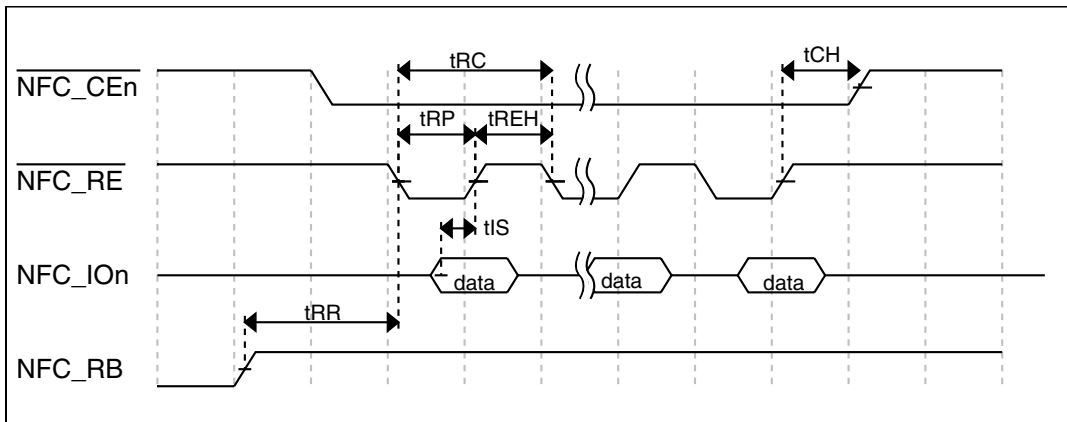 tRC
tCH
NFC_CEn
tRP
tREH
NFC_RE
tIS
NFC_IOn
data
data
data
tRR
NFC_RB